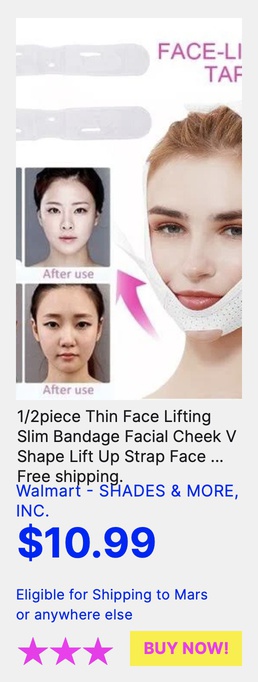 FACE-LI
TAP
After use
After use
1/2piece Thin Face Lifting
Slim Bandage Facial Cheek V
Shape Lift Up Strap Face ...
Free shipping.
Walmart - SHADES & MORE,
INC.
$10.99
Eligible for Shipping to Mars
or anywhere else
BUY NOW!